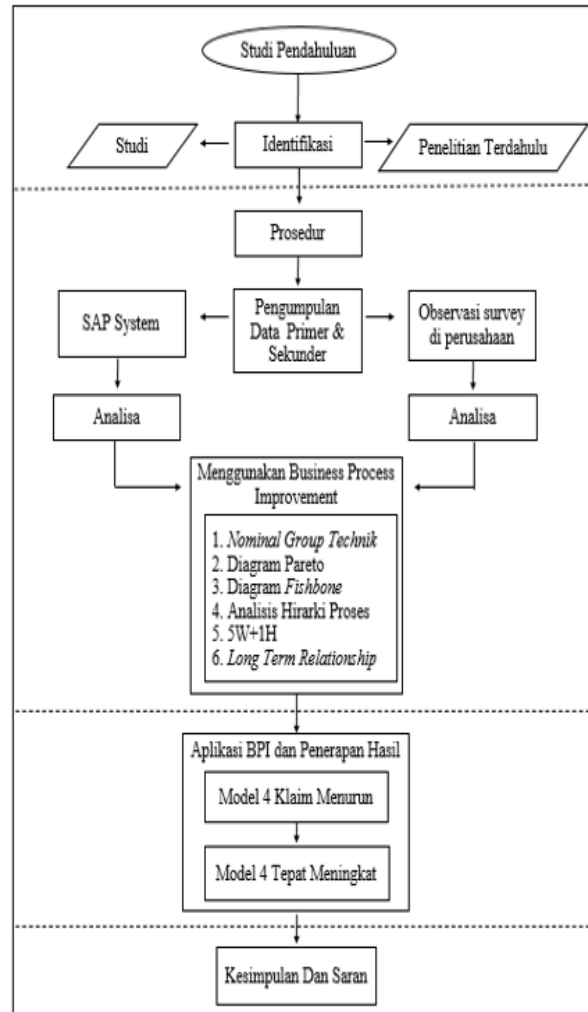 Studi Pendahuluan
Studi
Identifikasi
Penelitian Terdahulu
Prosedur
SAP System
Pengumpulan
Data Primer &
Sekunder
Observasi survey
di perusahaan
Analisa
Analisa
Menggunakan Business Process
Improvement
1. Nominal Group Technik
2. Diagram Pareto
3. Diagram Fishbone
4. Analisis Hirarki Proses
5. 5W+1H
6. Long Term Relationship
Aplikasi BPI dan Penerapan Hasil
Model 4 Klaim Menurun
Model 4 Tepat Meningkat
Kesimpulan Dan Saran